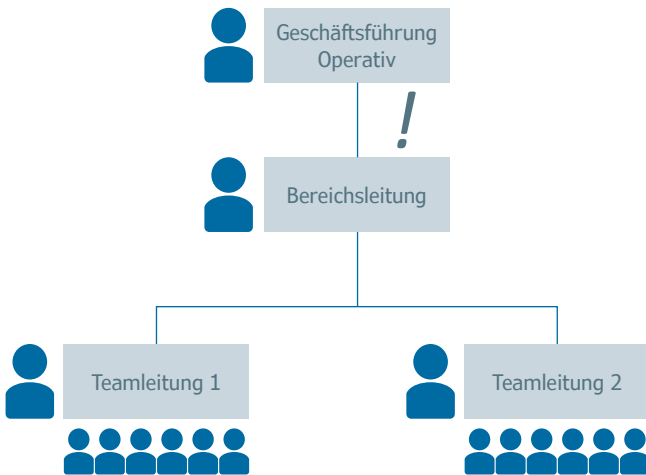 Geschäftsführung
Operativ
!
Bereichsleitung
Teamleitung 1
Teamleitung 2